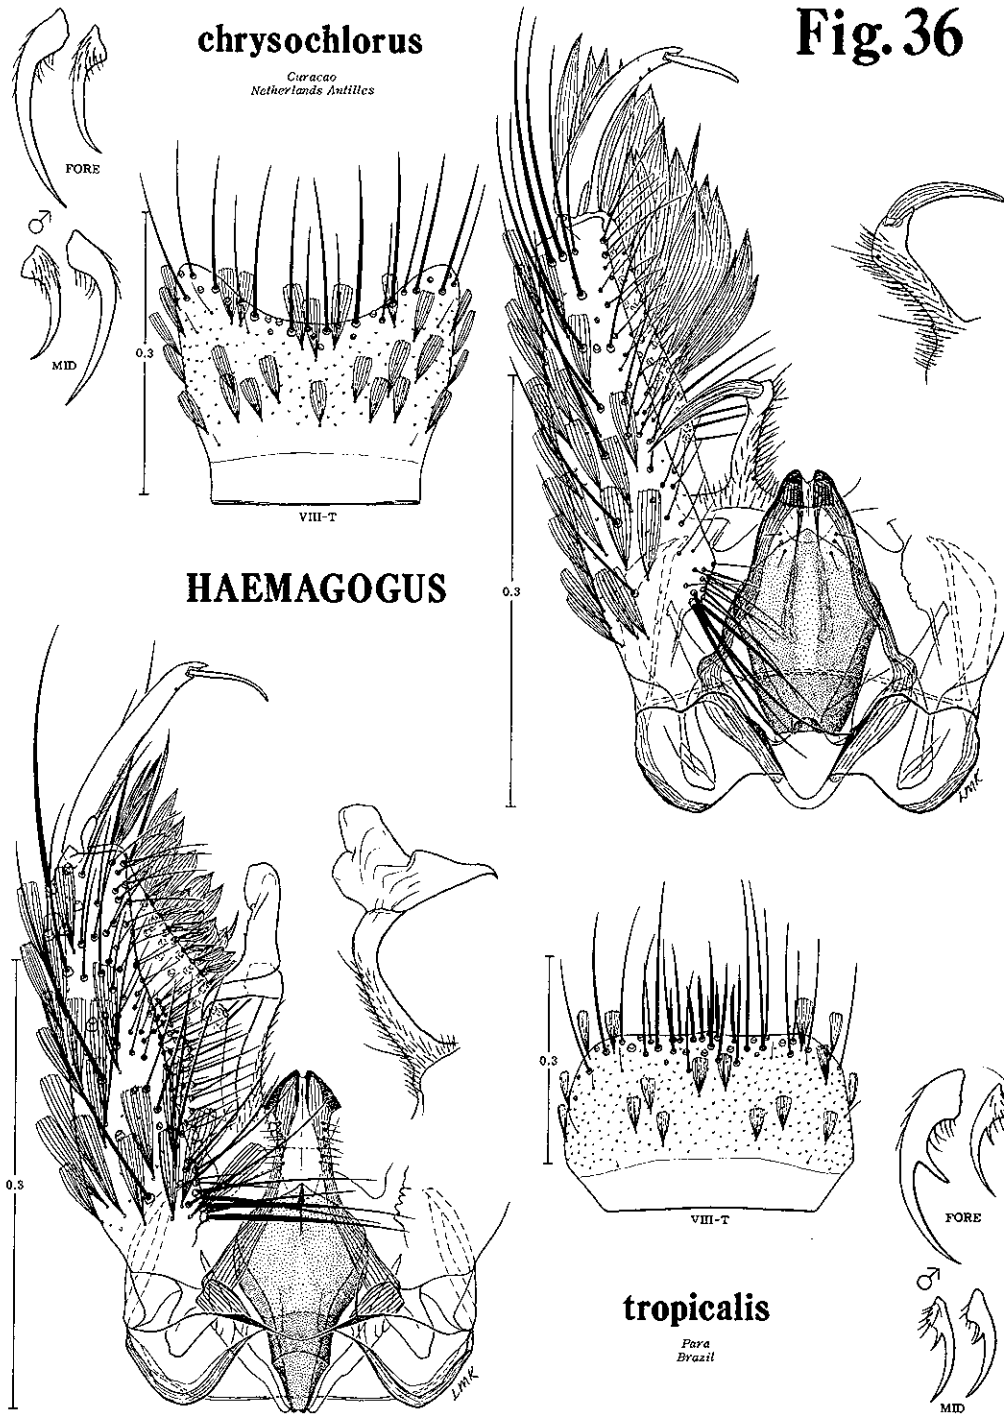 Fig. 36
chrysochlorus
Curacao
Netherlands Antilles
FORE
♂
MID
0.3
VIII-T
0.3
LMK
HAEMAGOGUS
0.3
LMK
0.3
VIII-T
FORE
♂
MID
tropicalis
Para
Brazil